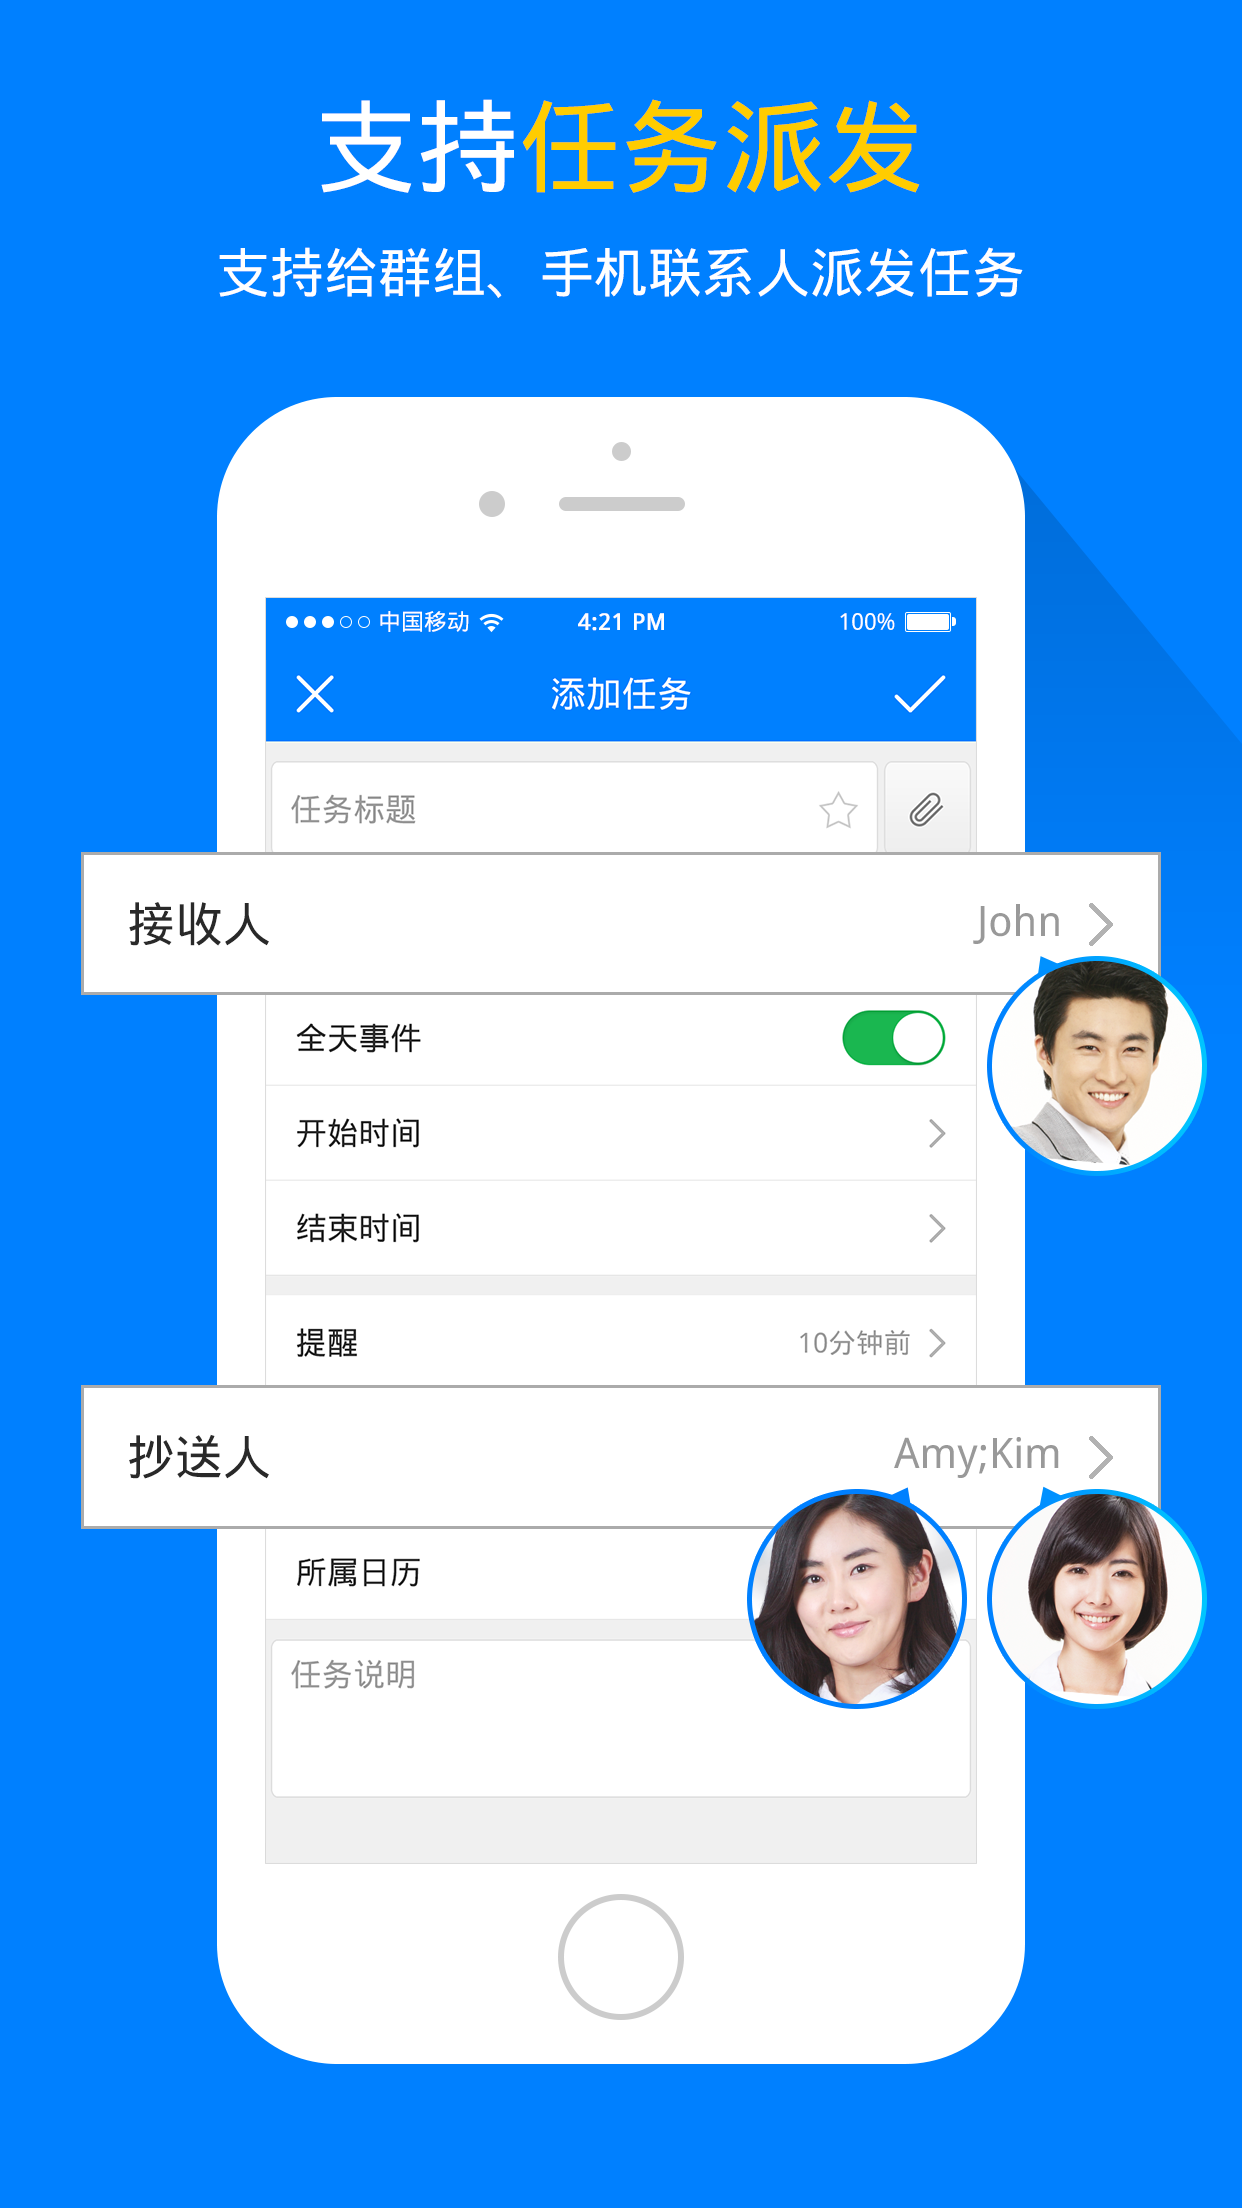 支持任务派发
支持给群组、手机联系人派发任务
中国移动 4:21 PM 100%
添加任务
任务标题
接收人 John
全天事件
开始时间
结束时间
提醒 10分钟前
抄送人 Amy;Kim
所属日历
任务说明